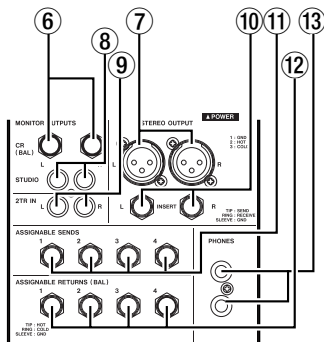 ⑥
⑧
⑦
⑨
⑩
⑪
⑬
⑫
▲POWER
MONITOR OUTPUTS
STEREO OUTPUT
CR
(BAL)
L
R
1 : GND
2 : HOT
3 : COLD
STUDIO
2TR IN
L
R
L
INSERT
R
TIP : SEND
RING : RECEIVE
SLEEVE : GND
ASSIGNABLE SENDS
1
2
3
4
PHONES
ASSIGNABLE RETURNS (BAL)
1
2
3
4
TIP : HOT
RING : COLD
SLEEVE : GND